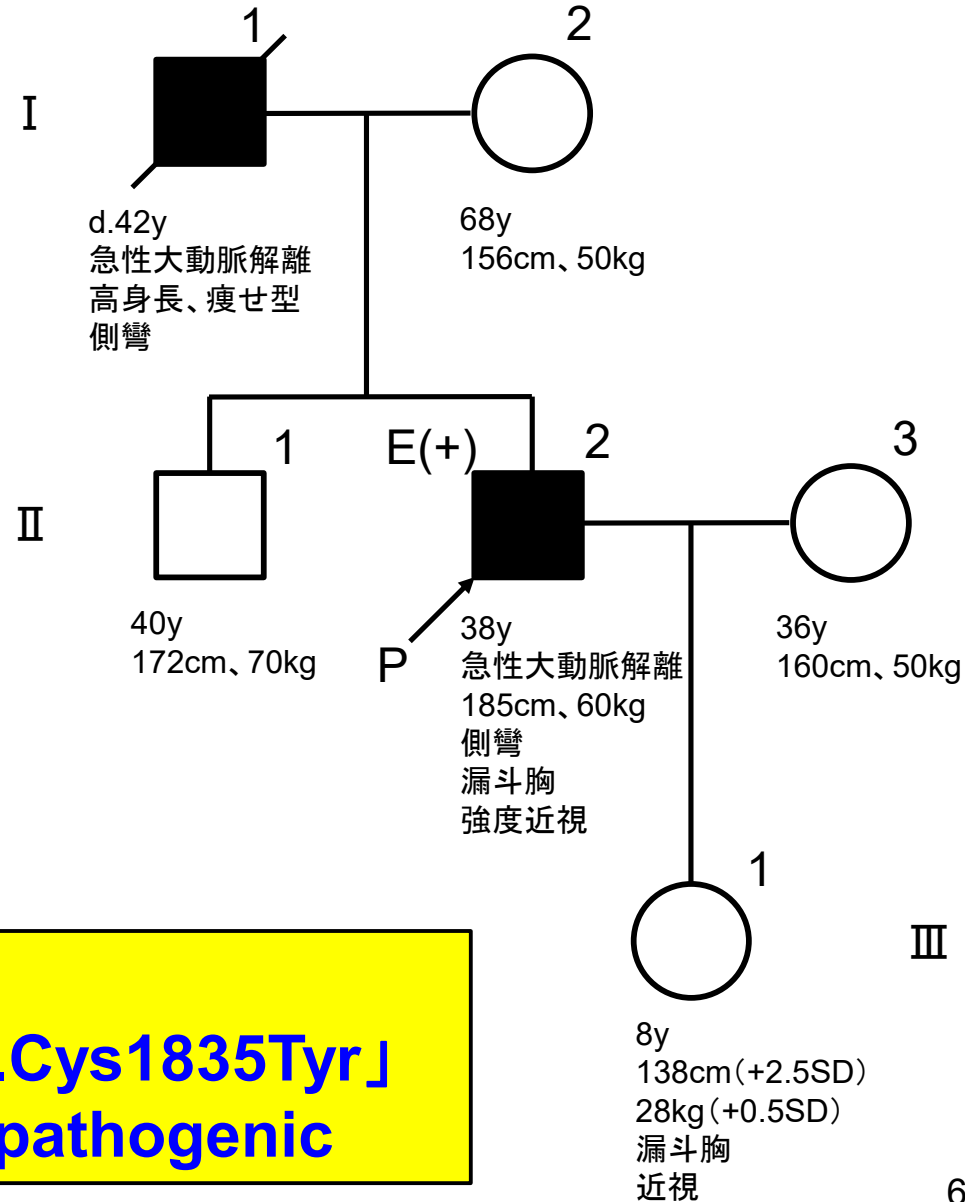 1
2
Ⅰ
d.42y
急性大動脈解離
高身長、痩せ型
側彎
68y
156cm、50kg
1
E(+)
2
3
Ⅱ
40y
172cm、70kg
P
38y
急性大動脈解離
185cm、60kg
側彎
漏斗胸
強度近視
36y
160cm、50kg
1
Ⅲ
.Cys1835Tyr」
pathogenic
8y
138cm(+2.5SD)
28kg(+0.5SD)
漏斗胸
近視
6